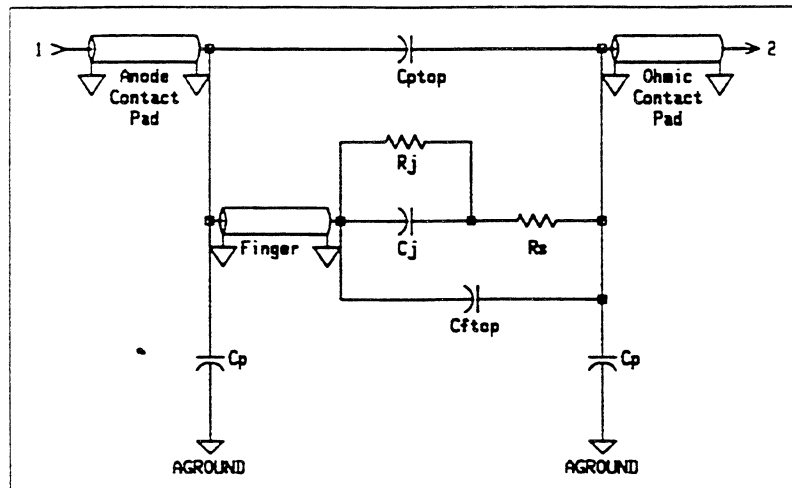 1
2
Anode
Contact
Pad
Cptop
Ohmic
Contact
Pad
Rj
Finger
Cj
Rs
Cftop
Cp
Cp
AGROUND
AGROUND